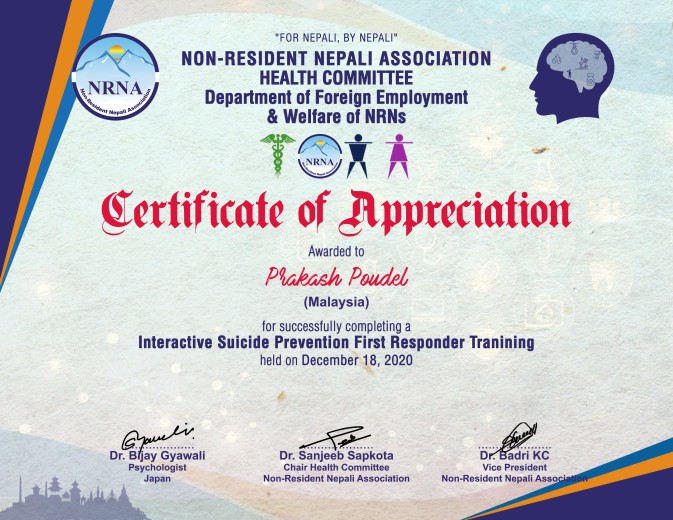 "FOR NEPALI, BY NEPALI"
NON-RESIDENT NEPALI ASSOCIATION
HEALTH COMMITTEE
Department of Foreign Employment
& Welfare of NRNs
NRNA
Non-Resident Nepali Association
NRNA
Certificate of Appreciation
Awarded to
Prakash Poudel
(Malaysia)
for successfully completing a
Interactive Suicide Prevention First Responder Tranining
held on December 18, 2020
Dr. Bijay Gyawali
Psychologist
Japan
Dr. Sanjeeb Sapkota
Chair Health Committee
Non-Resident Nepali Association
Dr. Badri KC
Vice President
Non-Resident Nepali Association